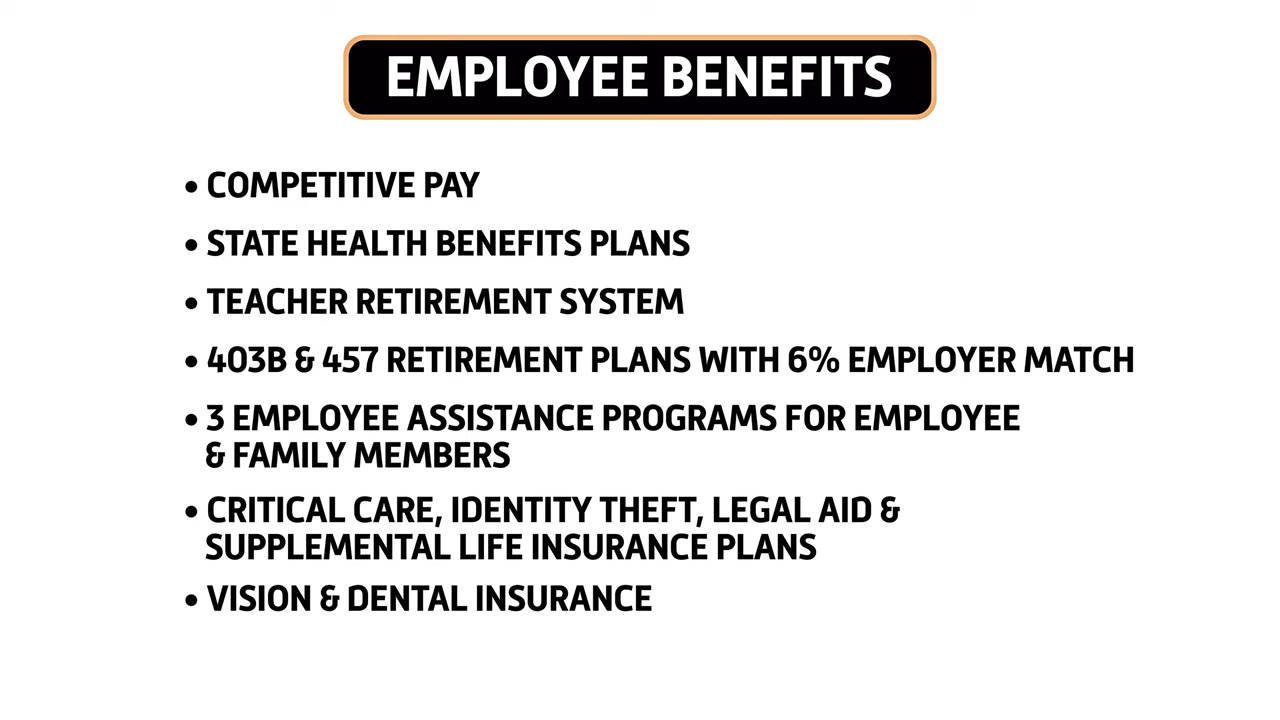 EMPLOYEE BENEFITS
• COMPETITIVE PAY
• STATE HEALTH BENEFITS PLANS
• TEACHER RETIREMENT SYSTEM
• 403B & 457 RETIREMENT PLANS WITH 6% EMPLOYER MATCH
• 3 EMPLOYEE ASSISTANCE PROGRAMS FOR EMPLOYEE
& FAMILY MEMBERS
• CRITICAL CARE, IDENTITY THEFT, LEGAL AID &
SUPPLEMENTAL LIFE INSURANCE PLANS
• VISION & DENTAL INSURANCE